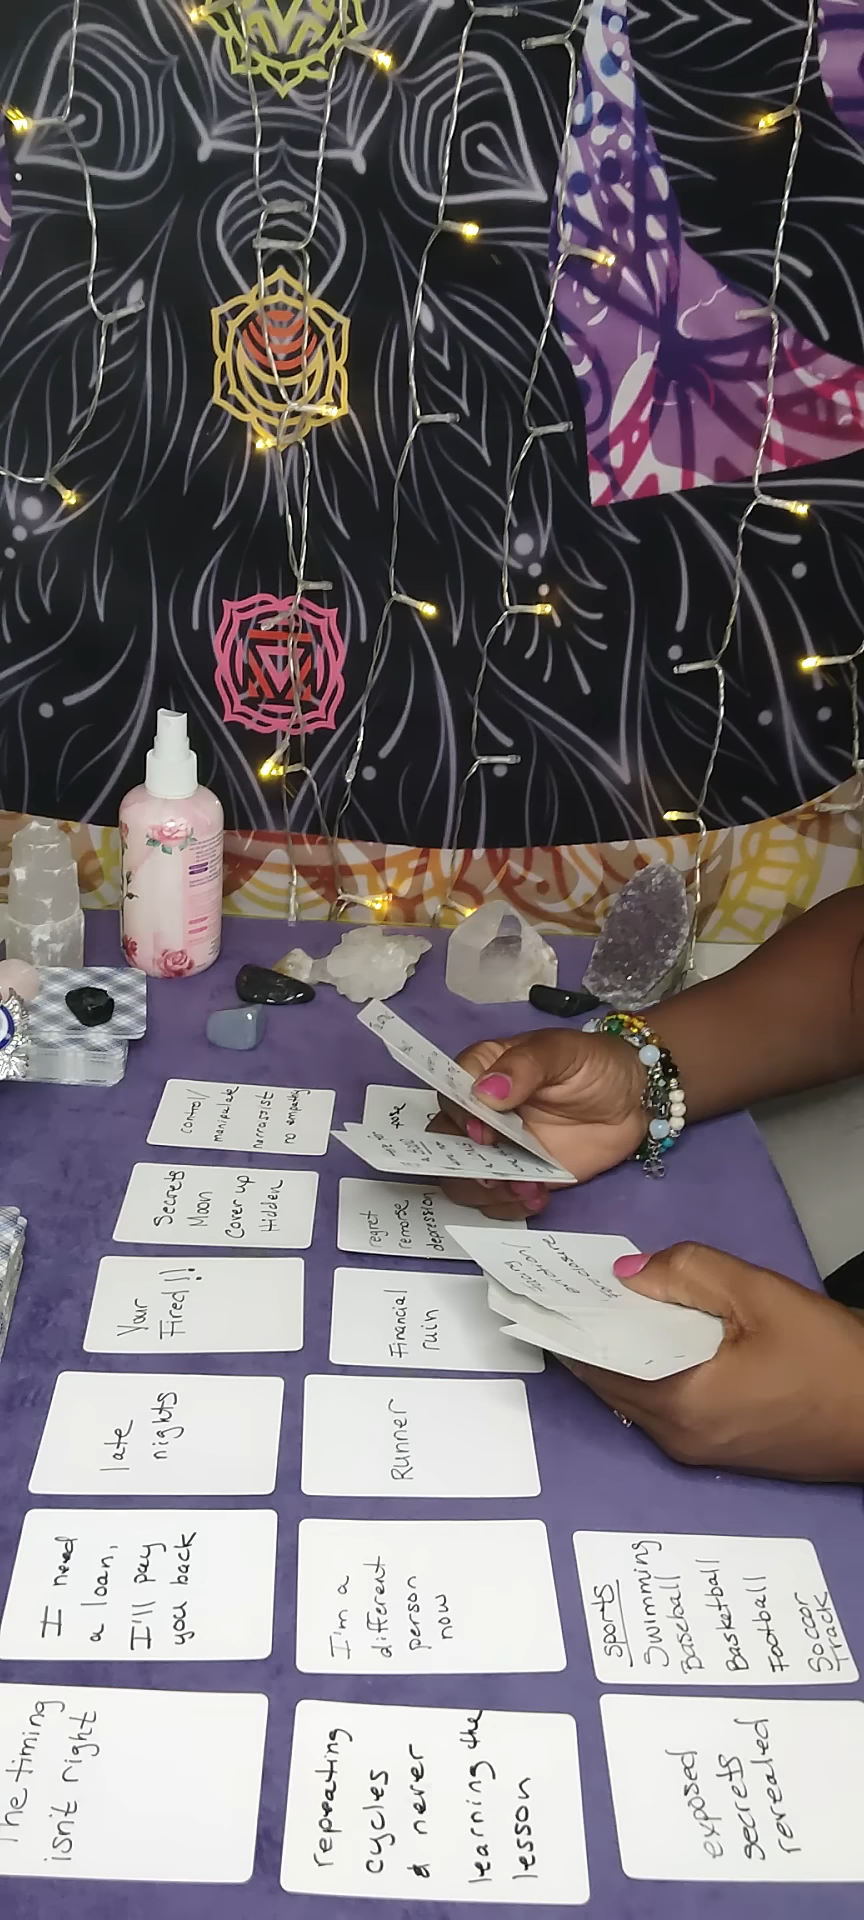 control/
manipulate
narcissist
no empathy
Secrets
Moon
Cover up
Hidden
regret
remorse
depression
Your
Fired!!
Financial
ruin
late
nights
Runner
I need
a loan,
I'll pay
you back
I'm a
different
person
now
sports
Swimming
Baseball
Basketball
Football
Soccer
Track
The timing
isn't right
repeating
cycles
& never
learning the
lesson
exposed
secrets
revealed
eviction/
foreclosure